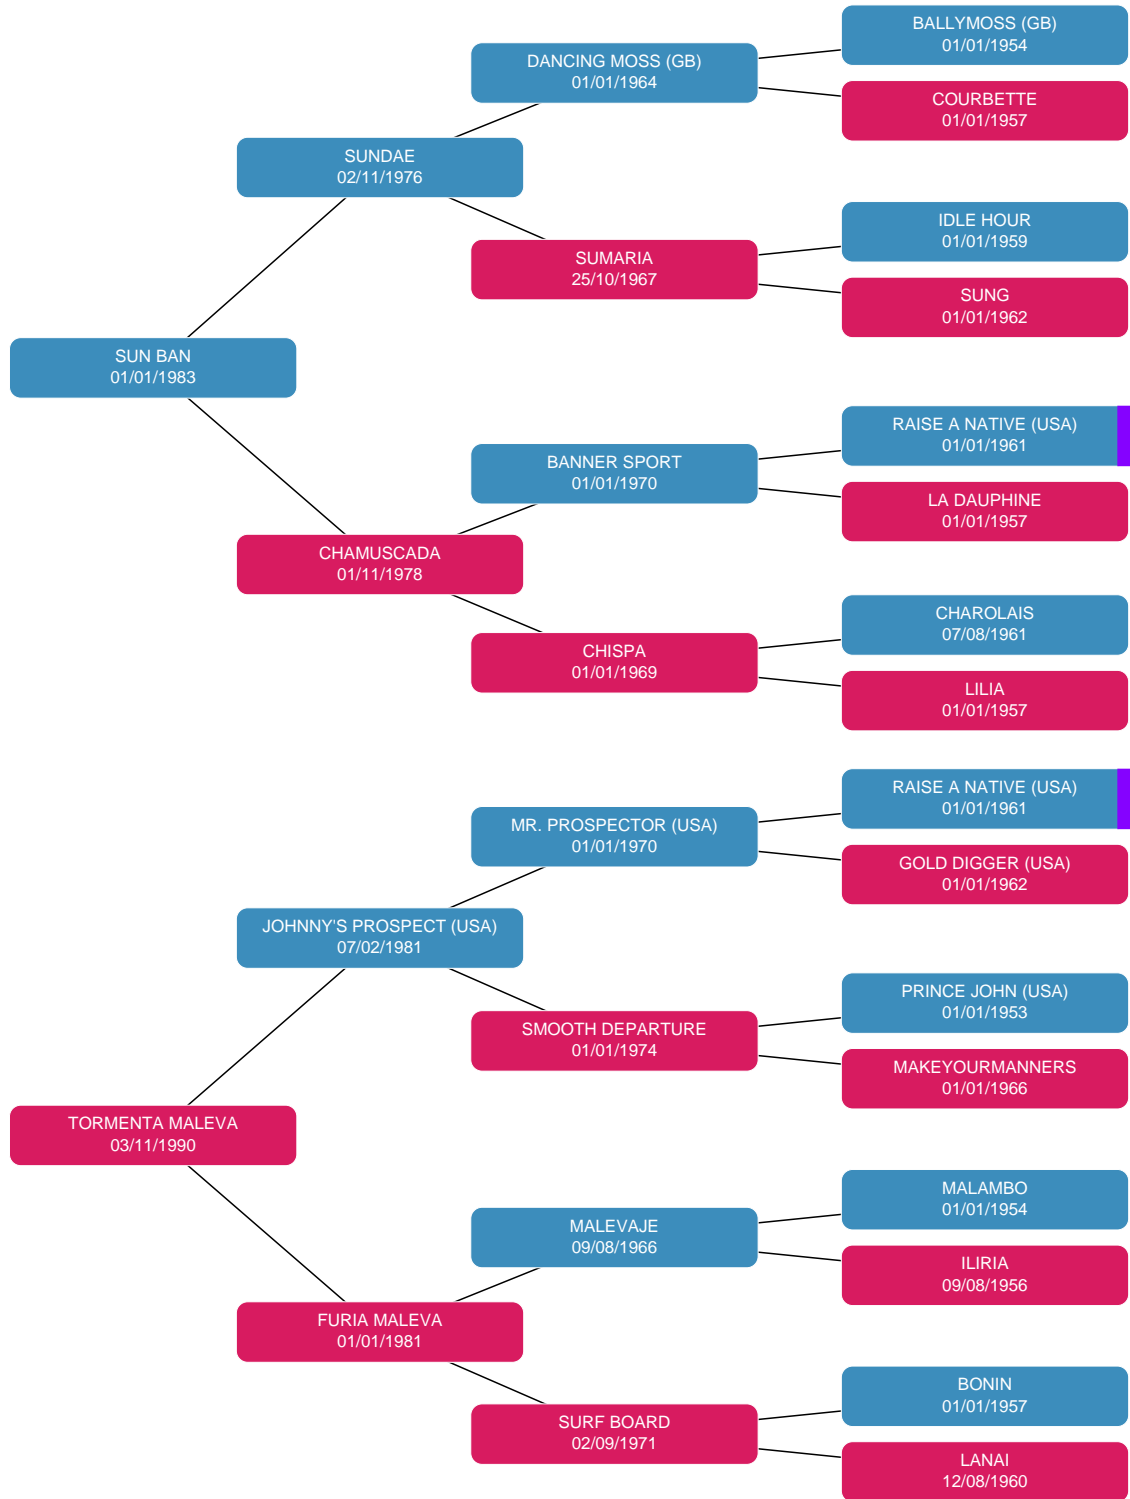 BALLYMOSS (GB)
01/01/1954
DANCING MOSS (GB)
01/01/1964
COURBETTE
01/01/1957
SUNDAE
02/11/1976
IDLE HOUR
01/01/1959
SUMARIA
25/10/1967
SUNG
01/01/1962
SUN BAN
01/01/1983
RAISE A NATIVE (USA)
01/01/1961
BANNER SPORT
01/01/1970
LA DAUPHINE
01/01/1957
CHAMUSCADA
01/11/1978
CHAROLAIS
07/08/1961
CHISPA
01/01/1969
LILIA
01/01/1957
RAISE A NATIVE (USA)
01/01/1961
MR. PROSPECTOR (USA)
01/01/1970
GOLD DIGGER (USA)
01/01/1962
JOHNNY'S PROSPECT (USA)
07/02/1981
PRINCE JOHN (USA)
01/01/1953
SMOOTH DEPARTURE
01/01/1974
MAKEYOURMANNERS
01/01/1966
TORMENTA MALEVA
03/11/1990
MALAMBO
01/01/1954
MALEVAJE
09/08/1966
ILIRIA
09/08/1956
FURIA MALEVA
01/01/1981
BONIN
01/01/1957
SURF BOARD
02/09/1971
LANAI
12/08/1960